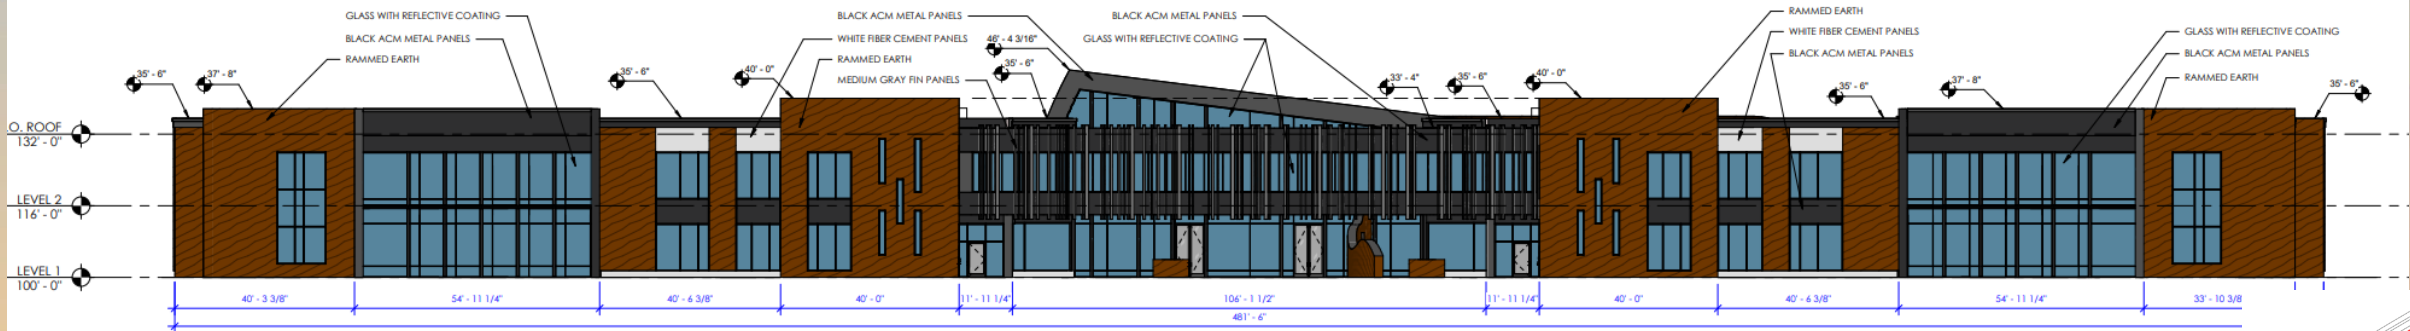 GLASS WITH REFLECTIVE COATING
BLACK ACM METAL PANELS
RAMMED EARTH
BLACK ACM METAL PANELS
WHITE FIBER CEMENT PANELS
RAMMED EARTH
MEDIUM GRAY FIN PANELS
BLACK ACM METAL PANELS
GLASS WITH REFLECTIVE COATING
RAMMED EARTH
WHITE FIBER CEMENT PANELS
BLACK ACM METAL PANELS
GLASS WITH REFLECTIVE COATING
BLACK ACM METAL PANELS
RAMMED EARTH
35' - 6"
37' - 8"
35' - 6"
40' - 0"
46' - 4 3/16"
35' - 6"
33' - 4"
35' - 6"
40' - 0"
35' - 6"
37' - 8"
35' - 6"
O. ROOF
132' - 0"
LEVEL 2
116' - 0"
LEVEL 1
100' - 0"
40' - 3 3/8"
54' - 11 1/4"
40' - 6 3/8"
40' - 0"
11' - 11 1/4"
106' - 1 1/2"
11' - 11 1/4"
40' - 0"
40' - 6 3/8"
54' - 11 1/4"
33' - 10 3/8
481' - 6"